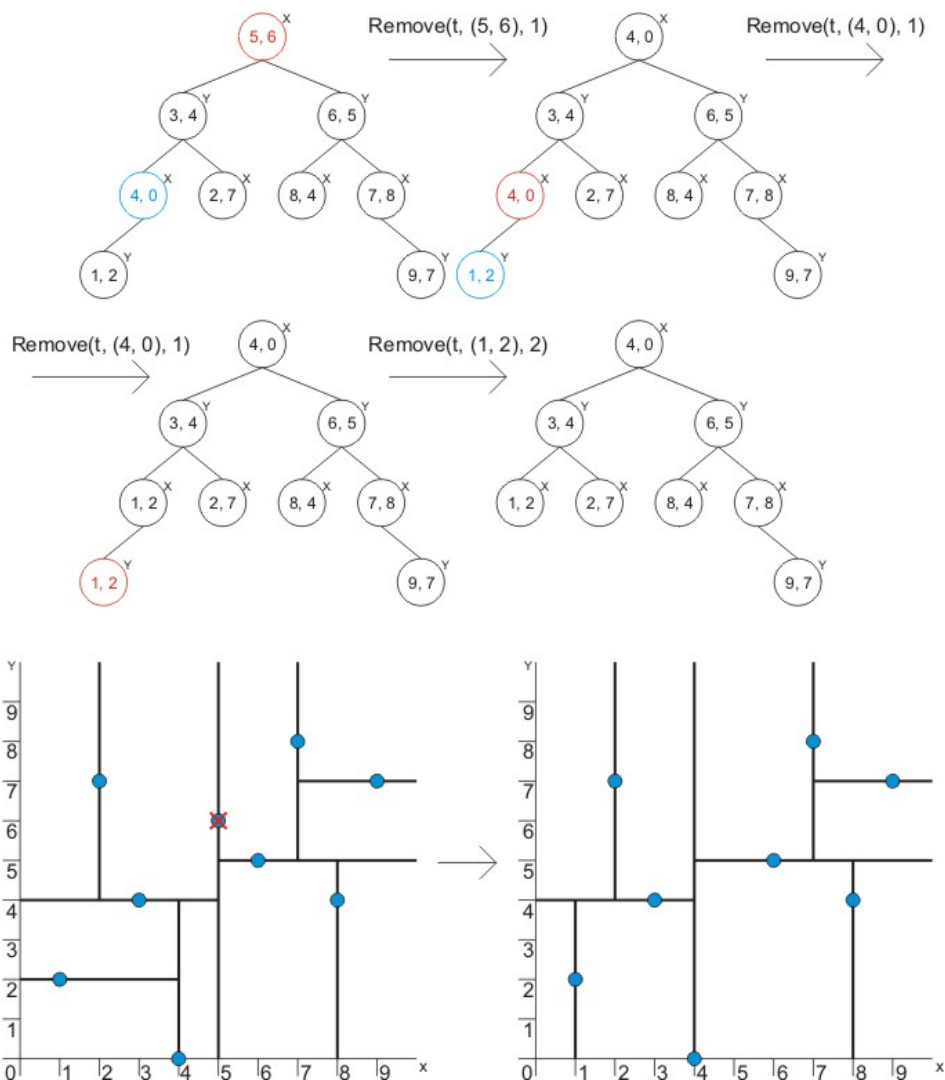 X
5, 6
Remove(t, (5, 6), 1)
X
4, 0
Remove(t, (4, 0), 1)
Y
3, 4
Y
6, 5
Y
3, 4
Y
6, 5
X
4, 0
X
2, 7
X
8, 4
X
7, 8
X
4, 0
X
2, 7
X
8, 4
X
7, 8
Y
1, 2
Y
9, 7
Y
1, 2
Y
9, 7
Remove(t, (4, 0), 1)
X
4, 0
Remove(t, (1, 2), 2)
X
4, 0
Y
3, 4
Y
6, 5
Y
3, 4
Y
6, 5
X
1, 2
X
2, 7
X
8, 4
X
7, 8
X
1, 2
X
2, 7
X
8, 4
X
7, 8
Y
1, 2
Y
9, 7
Y
9, 7
Y
9
8
7
6
5
4
3
2
1
0 1 2 3 4 5 6 7 8 9 x
Y
9
8
7
6
5
4
3
2
1
0 1 2 3 4 5 6 7 8 9 x